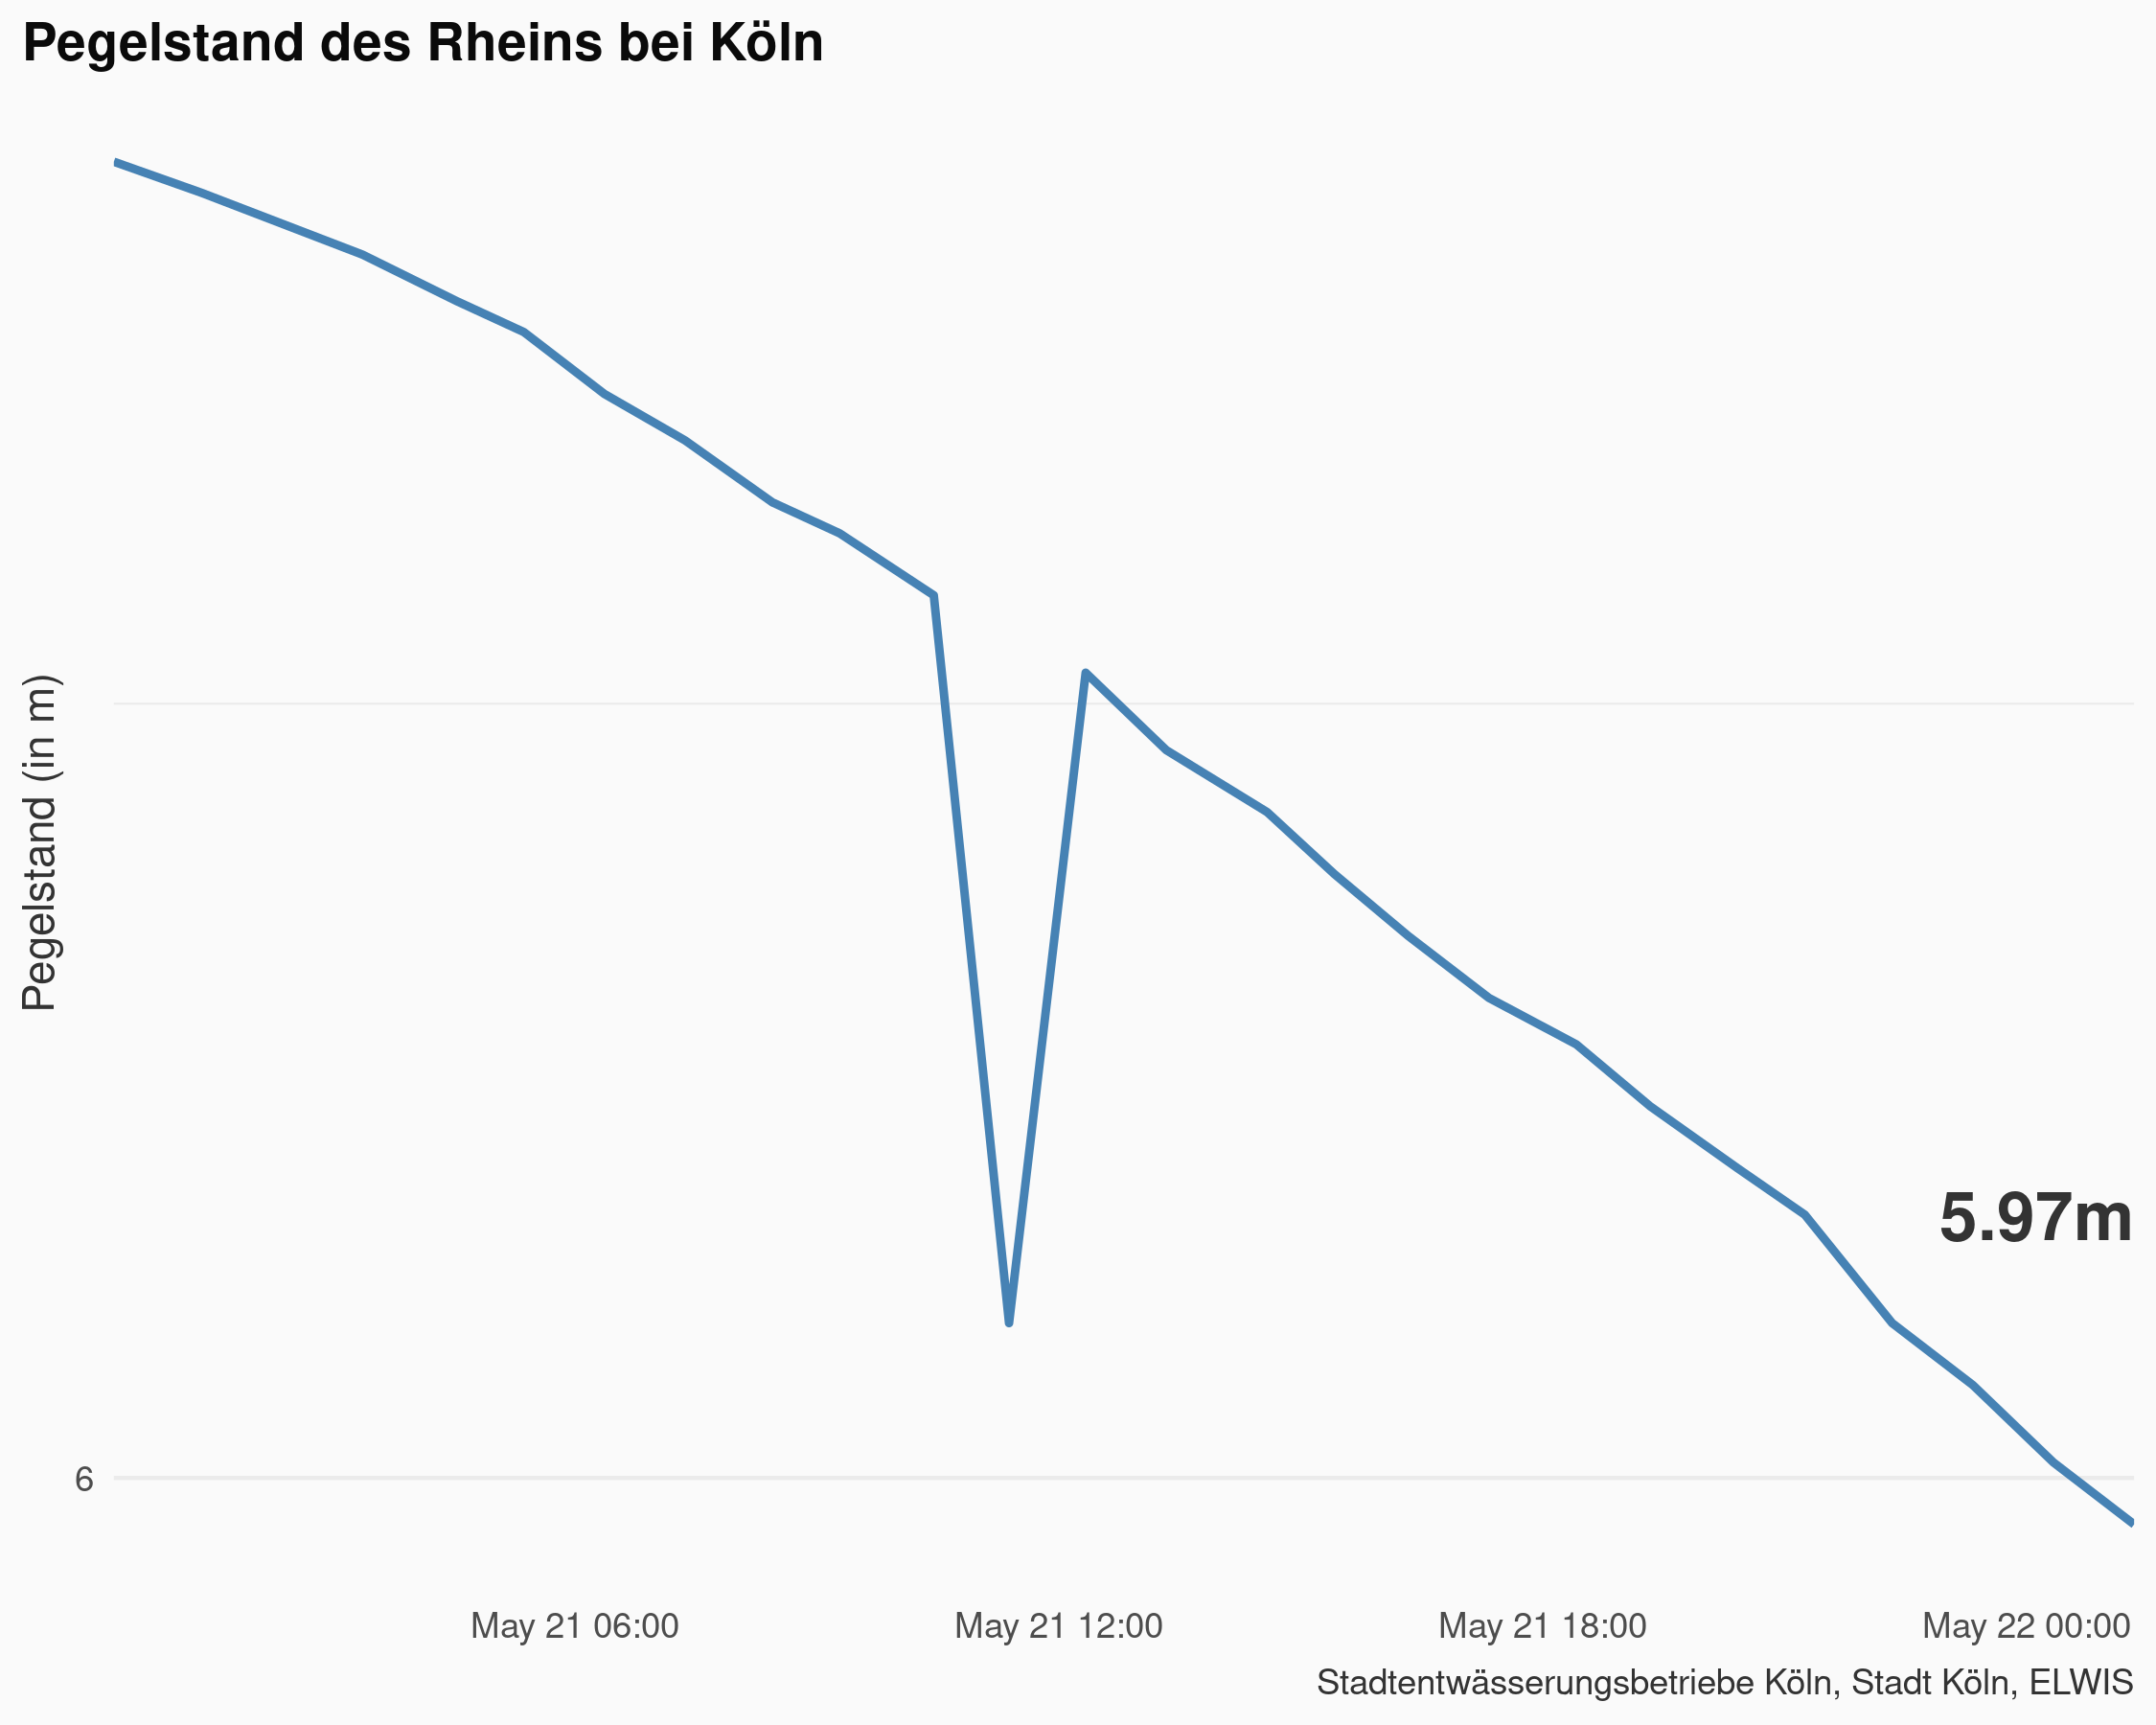 Pegelstand des Rheins bei Köln
Pegelstand (in m)
5.97m
6
May 21 06:00
May 21 12:00
May 21 18:00
May 22 00:00
Stadtentwässerungsbetriebe Köln, Stadt Köln, ELWIS